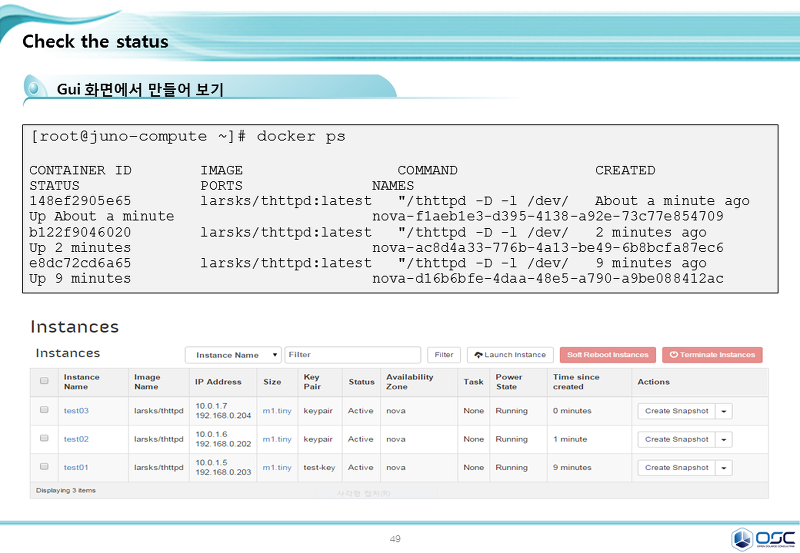 Check the status
Gui 화면에서 만들어 보기
[root@juno-compute ~]# docker ps
CONTAINER ID IMAGE COMMAND CREATED
STATUS PORTS NAMES
148ef2905e65 larsks/thttpd:latest "/thttpd -D -l /dev/ About a minute ago
Up About a minute nova-f1aeb1e3-d395-4138-a92e-73c77e854709
b122f9046020 larsks/thttpd:latest "/thttpd -D -l /dev/ 2 minutes ago
Up 2 minutes nova-ac8d4a33-776b-4a13-be49-6b8bcfa87ec6
e8dc72cd6a65 larsks/thttpd:latest "/thttpd -D -l /dev/ 9 minutes ago
Up 9 minutes nova-d16b6bfe-4daa-48e5-a790-a9be088412ac
Instances
Instances Instance Name Filter Filter Launch Instance Soft Reboot Instances Terminate Instances
Instance Name Image Name IP Address Size Key Pair Status Availability Zone Task Power State Time since created Actions
test03 larsks/thttpd 10.0.1.7 192.168.0.204 m1.tiny keypair Active nova None Running 0 minutes Create Snapshot
test02 larsks/thttpd 10.0.1.6 192.168.0.202 m1.tiny keypair Active nova None Running 1 minute Create Snapshot
test01 larsks/thttpd 10.0.1.5 192.168.0.203 m1.tiny test-key Active nova None Running 9 minutes Create Snapshot
Displaying 3 items
49
OSC